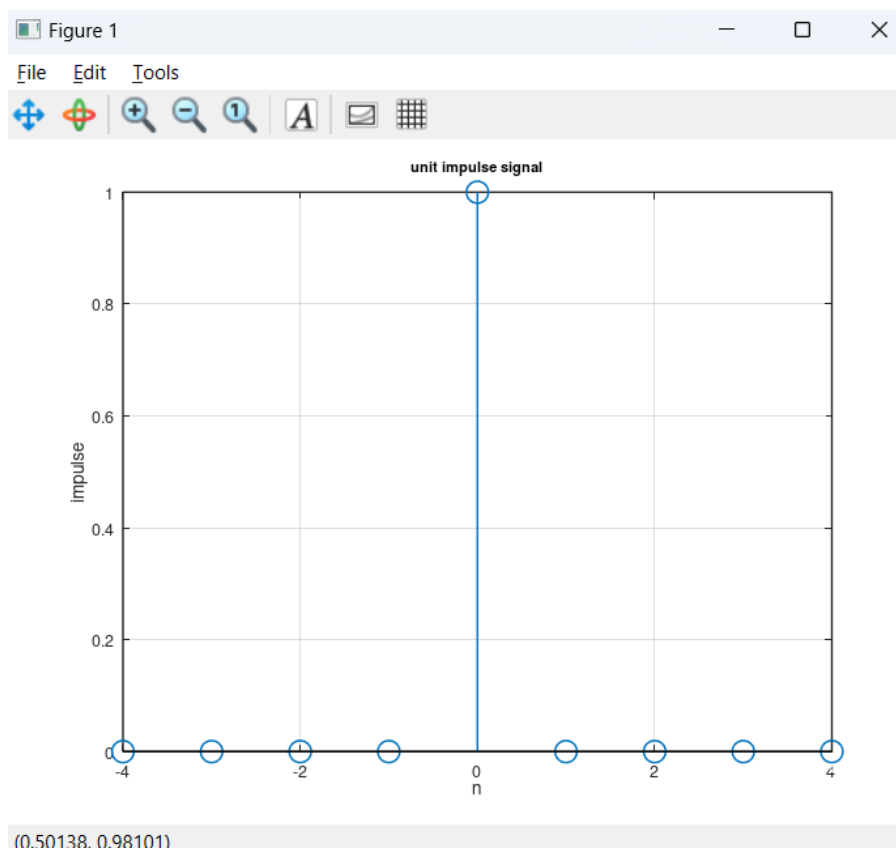 Figure 1
File Edit Tools
1
A
unit impulse signal
1
0.8
0.6
0.4
0.2
0
impulse
-4 -2 0 2 4
n
(0.50138, 0.98101)